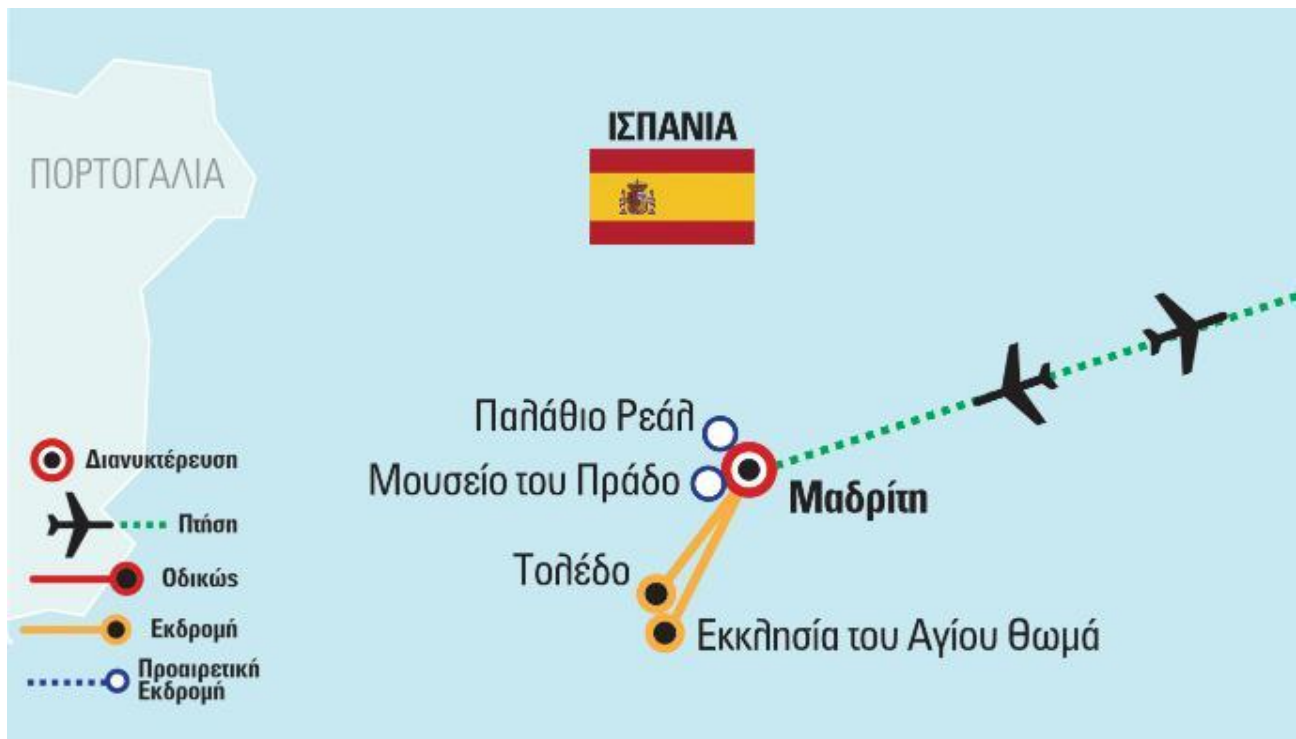 ΙΣΠΑΝΙΑ
ΠΟΡΤΟΓΑΛΙΑ
Παλάθιο Ρεάλ
Μουσείο του Πράδο
Μαδρίτη
Τολέδο
Εκκλησία του Αγίου Θωμά
Διανυκτέρευση
Πτήση
Οδικώς
Εκδρομή
Προαιρετική
Εκδρομή